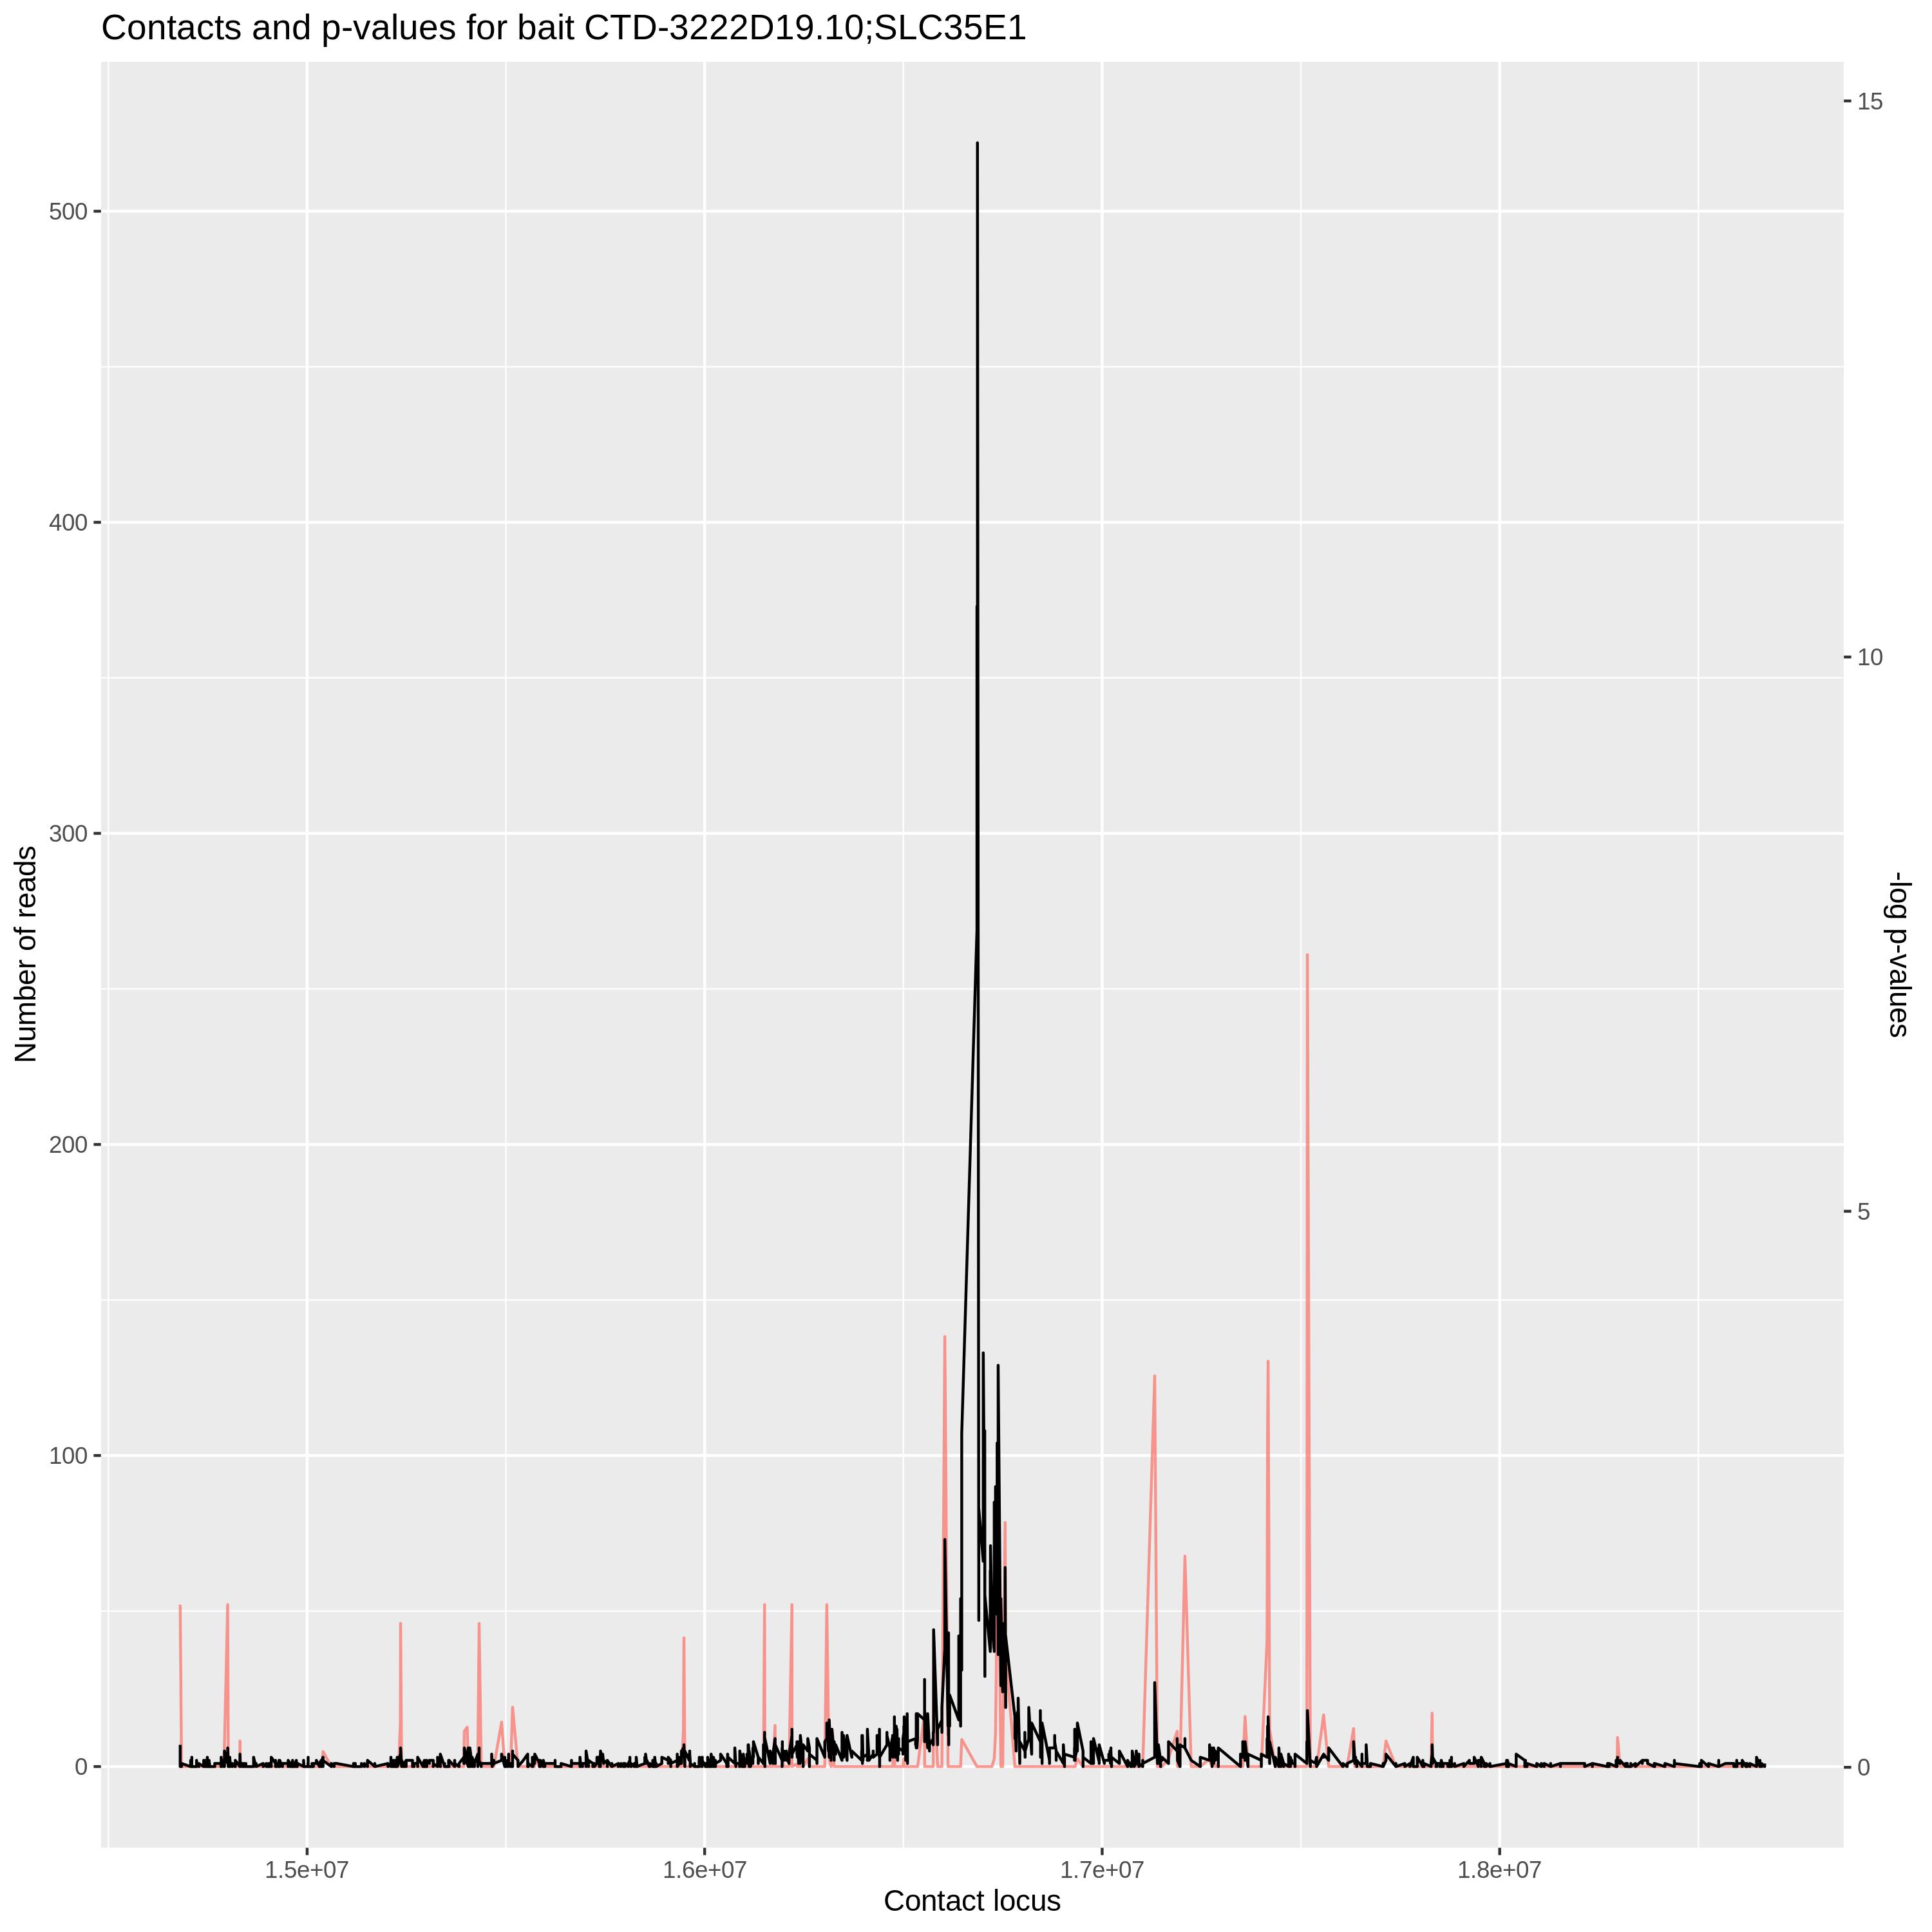 Contacts and p-values for bait CTD-3222D19.10;SLC35E1
15
500
400
10
300
Number of reads
-log p-values
200
5
100
0
0
1.5e+07
1.6e+07
1.7e+07
1.8e+07
Contact locus